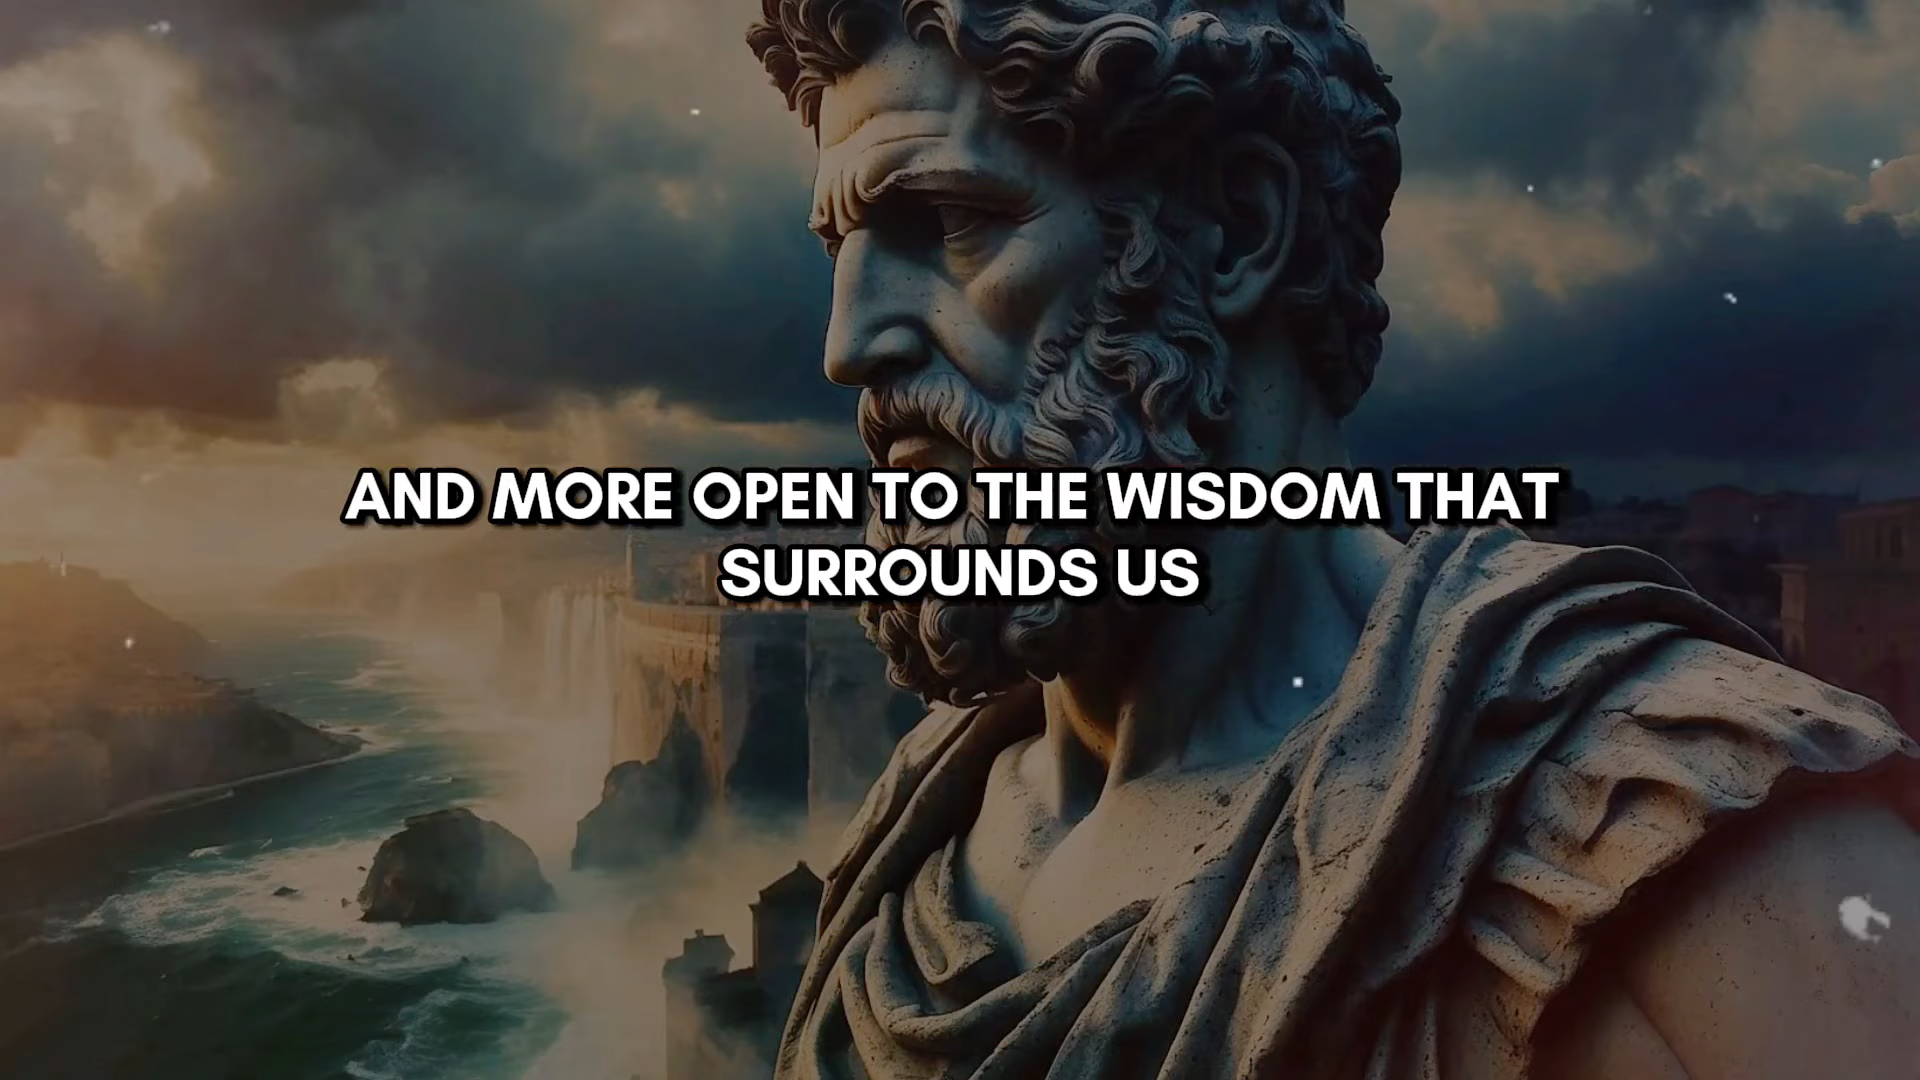 AND MORE OPEN TO THE WISDOM THAT
SURROUNDS US